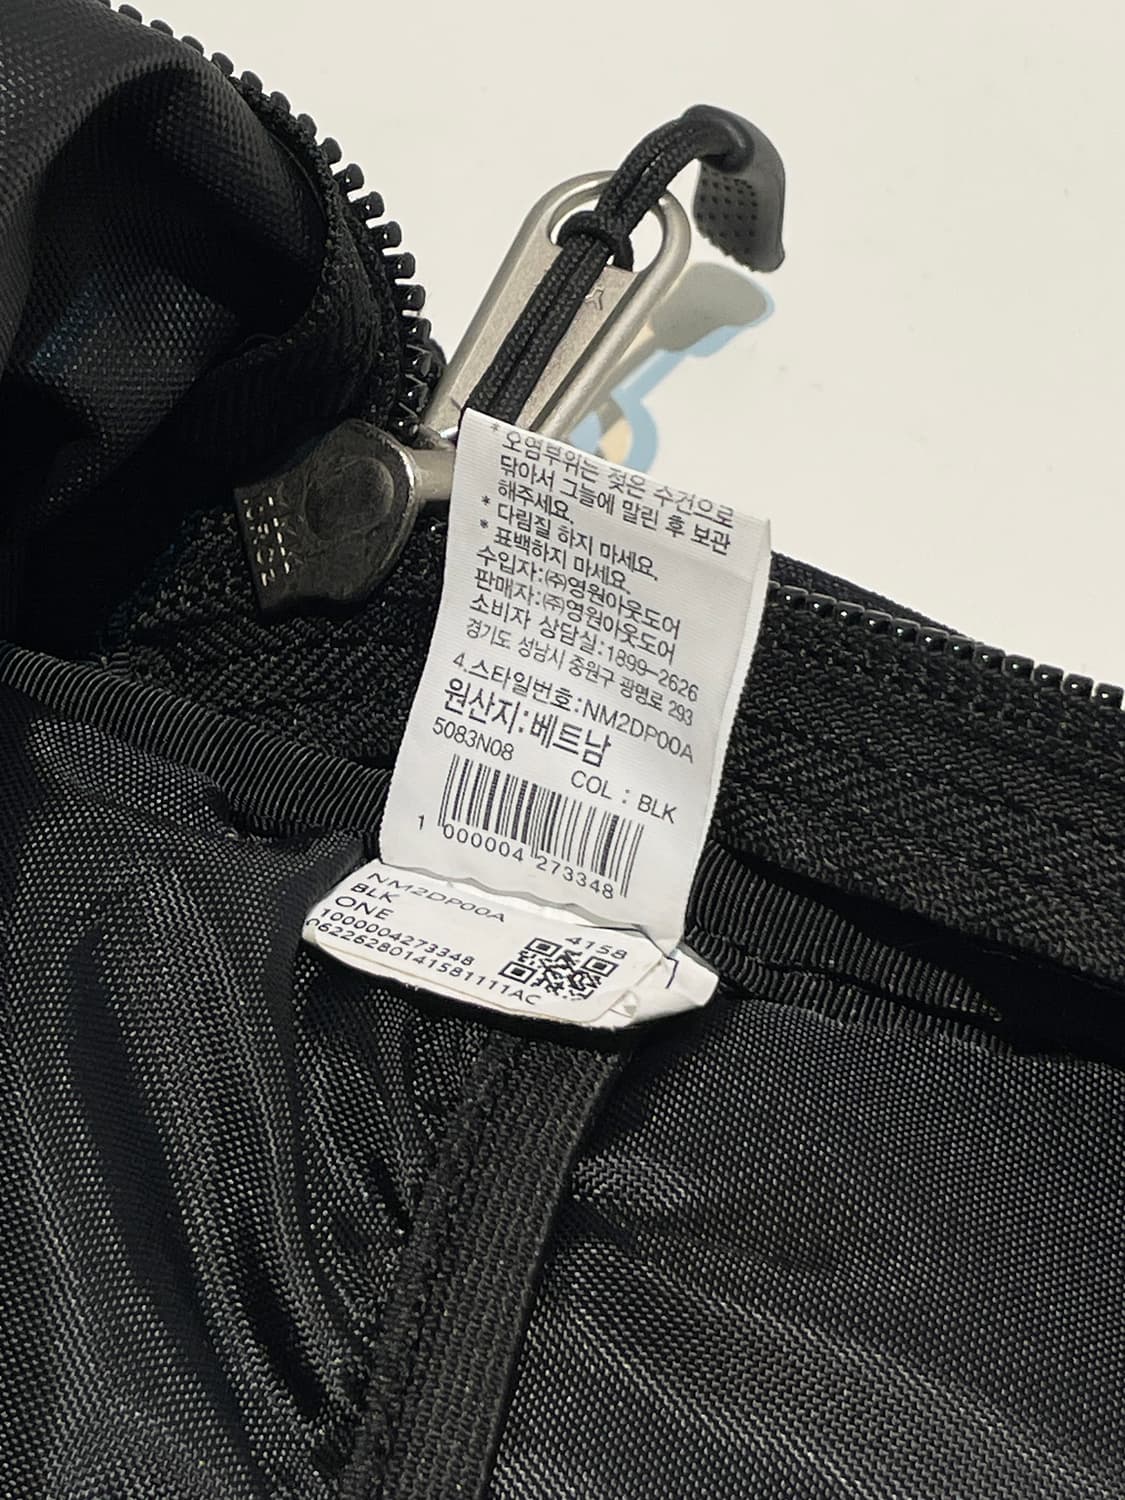 * 오염부위는 젖은 수건으로
닦아서 그늘에 말린 후 보관
해주세요.
* 다림질 하지 마세요.
* 표백하지 마세요.
수입자:㈜영원아웃도어
판매자:㈜영원아웃도어
소비자 상담실:1899-2626
경기도 성남시 중원구 광명로 293
4.스타일번호:NM2DP00A
원산지:베트남
5083N08
COL : BLK
1 000004 273348
NM2DP00A
BLK
ONE
4158
1000004273348
06226280141581111AC